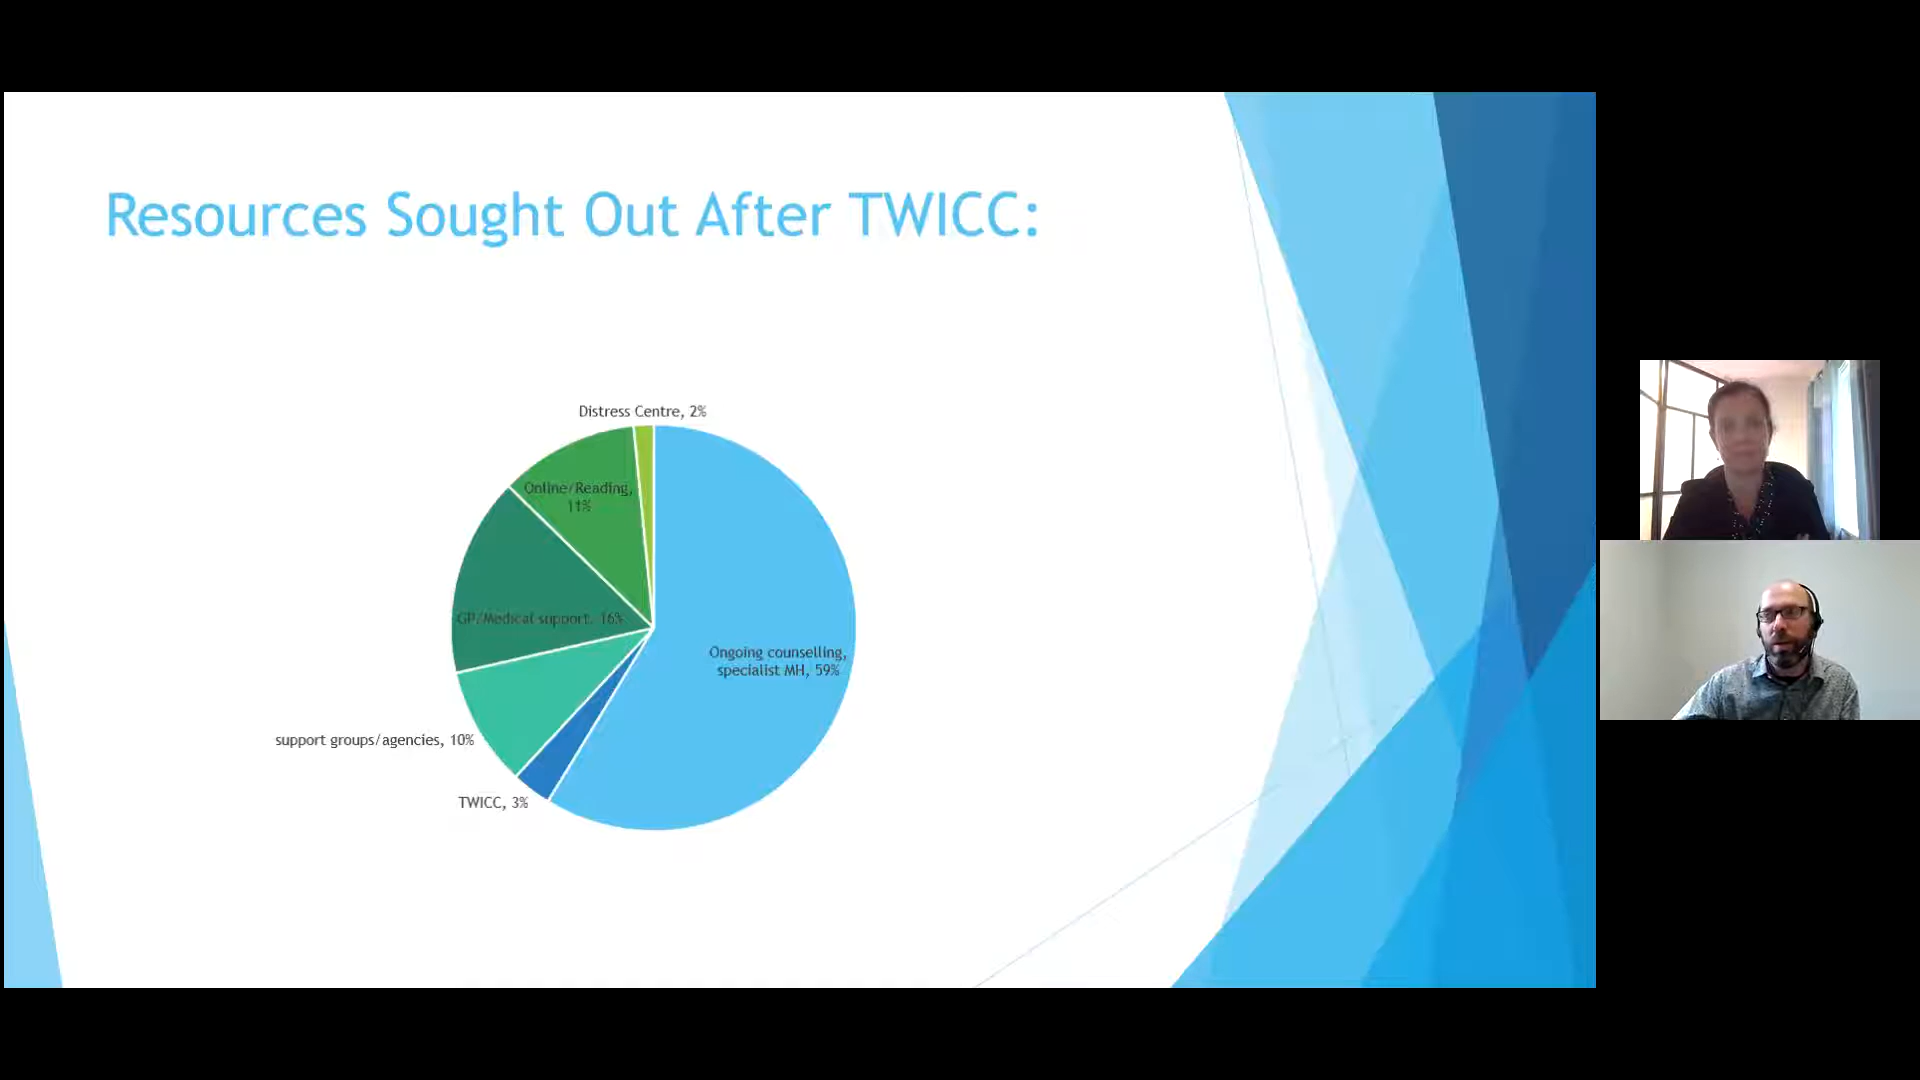 Resources Sought Out After TWICC:
Distress Centre, 2%
Online/Reading,
11%
GP/Medical support, 16%
Ongoing counselling,
specialist MH, 59%
support groups/agencies, 10%
TWICC, 3%